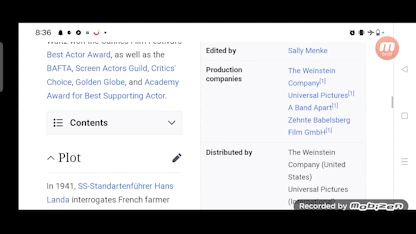 8:36
Waltz won the Cannes Film Festival's
Best Actor Award, as well as the
BAFTA, Screen Actors Guild, Critics'
Choice, Golden Globe, and Academy
Award for Best Supporting Actor.
Contents
Plot
In 1941, SS-Standartenführer Hans
Landa interrogates French farmer
Edited by
Sally Menke
Production
companies
The Weinstein
Company[1]
Universal Pictures[1]
A Band Apart[1]
Zehnte Babelsberg
Film GmbH[1]
Distributed by
The Weinstein
Company (United
States)
Universal Pictures
(International)
Recorded by
Mobizen